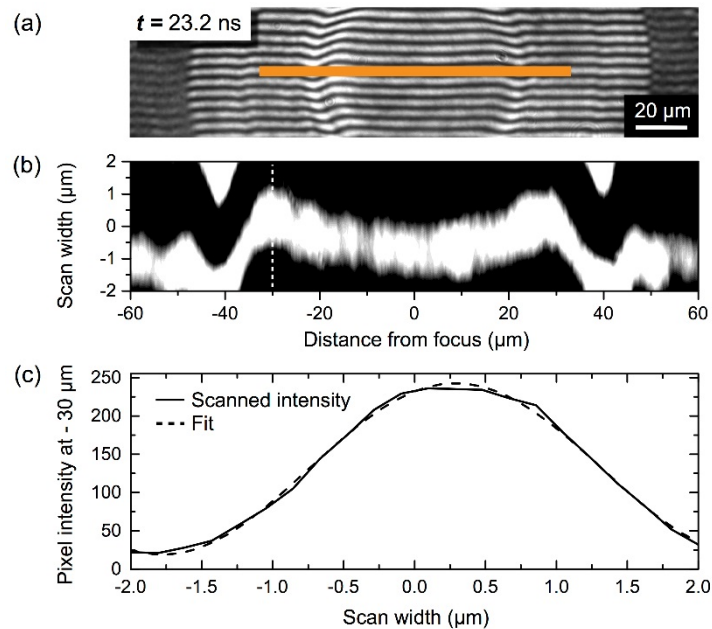 (a)
t = 23.2 ns
20 µm
(b)
Scan width (µm)
2
1
0
-1
-2
-60 -40 -20 0 20 40 60
Distance from focus (µm)
(c)
Pixel intensity at - 30 µm
250
200
150
100
50
0
Scanned intensity
Fit
-2.0 -1.5 -1.0 -0.5 0.0 0.5 1.0 1.5 2.0
Scan width (µm)